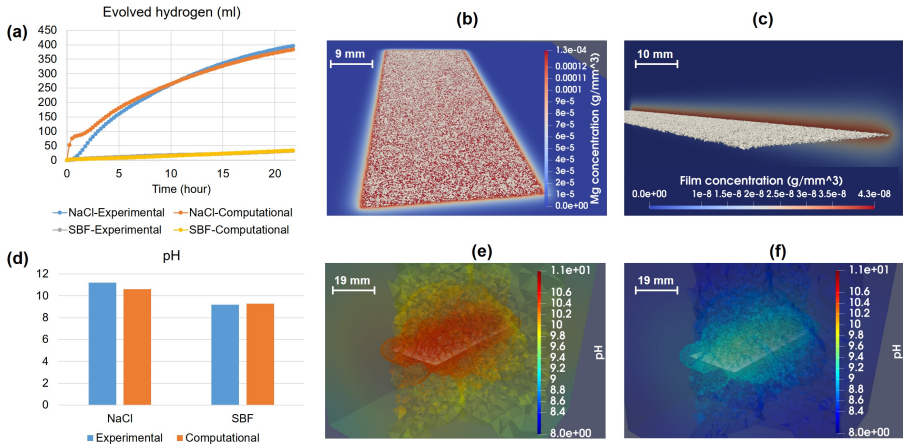 Evolved hydrogen (ml)
(a)
450
400
350
300
250
200
150
100
50
0
0
5
10
15
20
Time (hour)
NaCl-Experimental
NaCl-Computational
SBF-Experimental
SBF-Computational
(b)
9 mm
1.3e-04
0.00012
0.00011
0.0001
9e-5
8e-5
7e-5
6e-5
5e-5
4e-5
3e-5
2e-5
1e-5
0.0e+00
Mg concentration (g/mm^3)
(c)
10 mm
Film concentration (g/mm^3)
0.0e+00
1e-8
1.5e-8
2e-8
2.5e-8
3e-8
3.5e-8
4.3e-08
(d)
pH
12
10
8
6
4
2
0
NaCl
SBF
Experimental
Computational
(e)
19 mm
1.1e+01
10.6
10.4
10.2
10
9.8
9.6
9.4
9.2
9
8.8
8.6
8.4
8.0e+00
pH
(f)
19 mm
1.1e+01
10.6
10.4
10.2
10
9.8
9.6
9.4
9.2
9
8.8
8.6
8.4
8.0e+00
pH